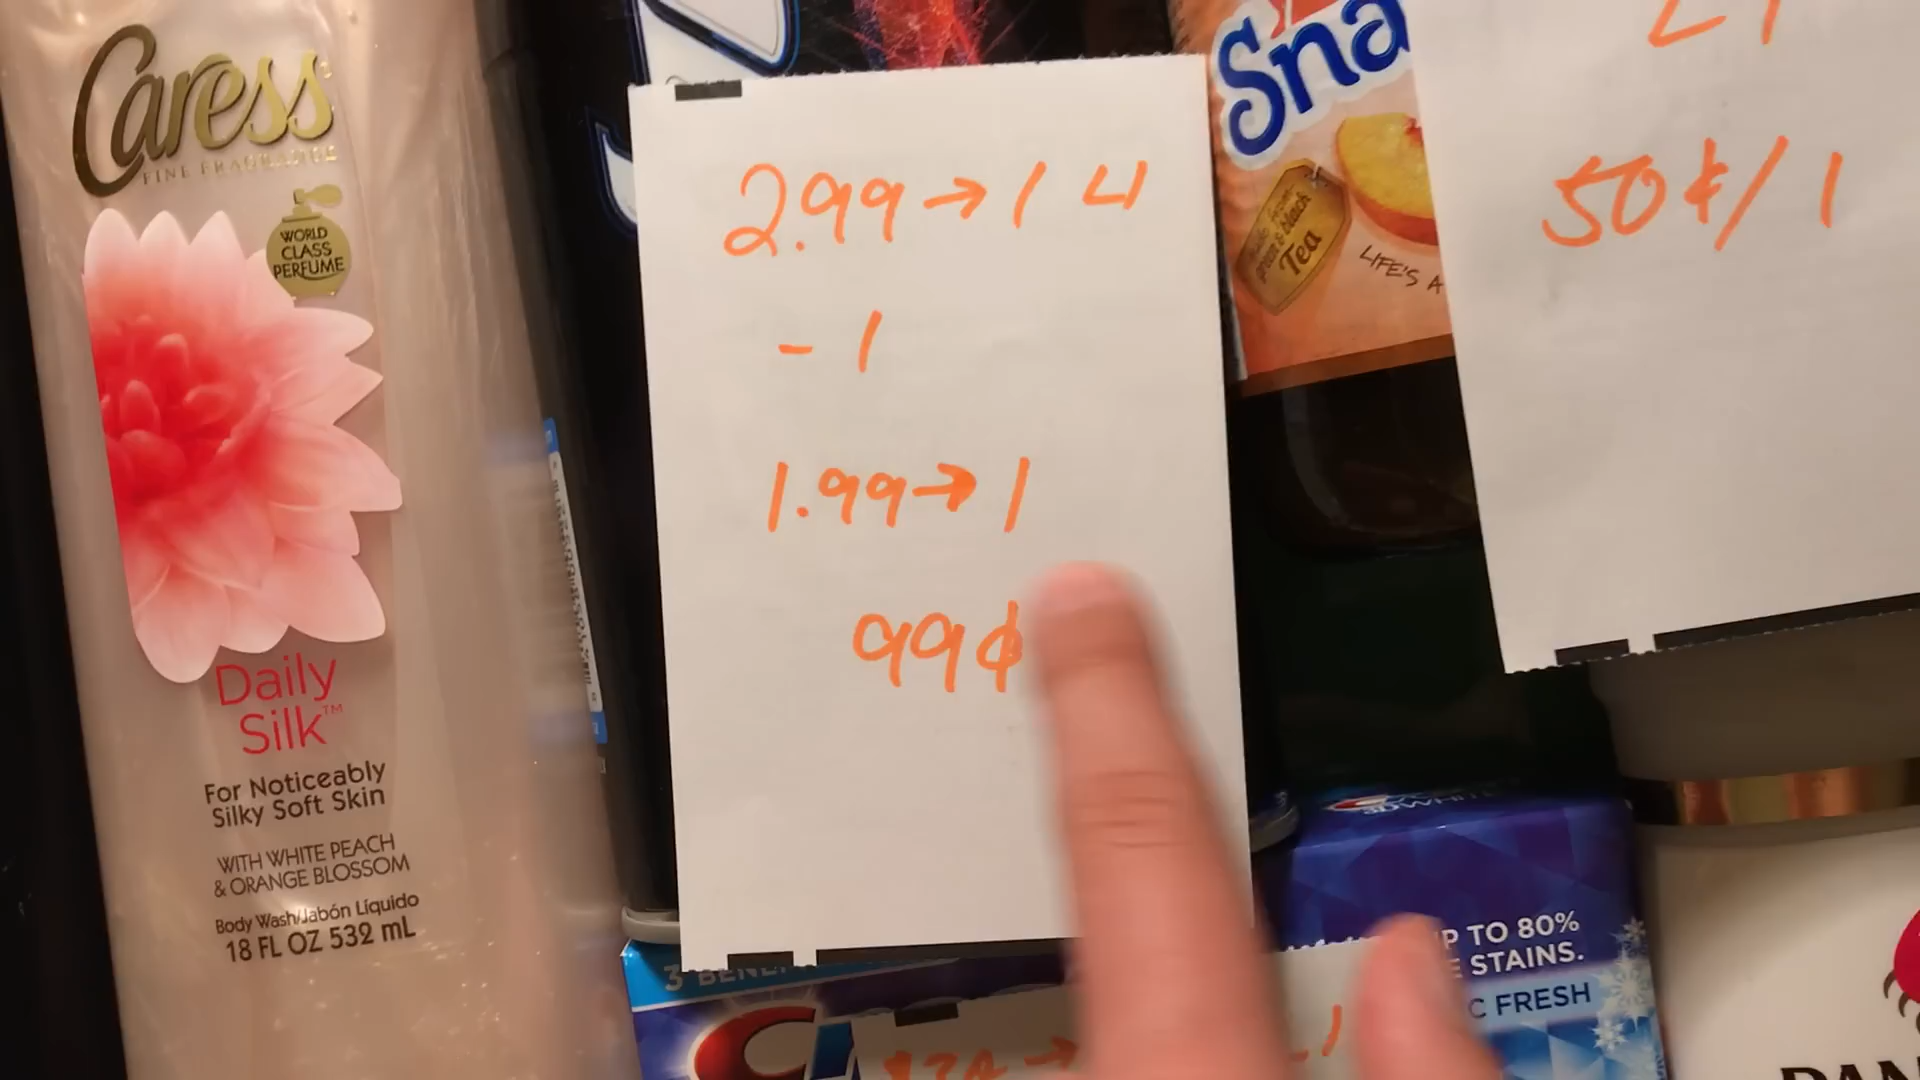 Caress
FINE FRAGRANCE
WORLD
CLASS
PERFUME
Daily
Silk™
For Noticeably
Silky Soft Skin
WITH WHITE PEACH
& ORANGE BLOSSOM
Body Wash/Jabón Líquido
18 FL OZ 532 mL
2.99→1 4
- 1
1.99→1
99¢
Sna
Tea
LIFE'S A
50¢/1
3DWHITE
P TO 80%
STAINS.
C FRESH